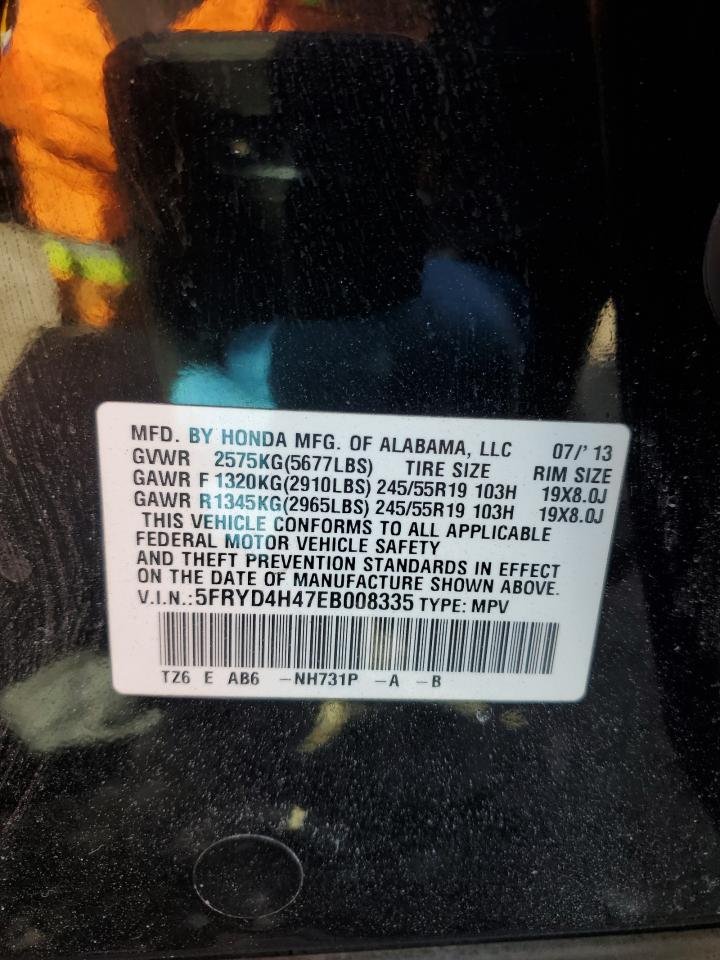 MFD. BY HONDA MFG. OF ALABAMA, LLC 07/' 13
GVWR 2575KG(5677LBS) TIRE SIZE RIM SIZE
GAWR F 1320KG(2910LBS) 245/55R19 103H 19X8.0J
GAWR R1345KG(2965LBS) 245/55R19 103H 19X8.0J
THIS VEHICLE CONFORMS TO ALL APPLICABLE
FEDERAL MOTOR VEHICLE SAFETY
AND THEFT PREVENTION STANDARDS IN EFFECT
ON THE DATE OF MANUFACTURE SHOWN ABOVE.
V.I.N.:5FRYD4H47EB008335 TYPE: MPV
TZ6 E AB6 -NH731P -A -B